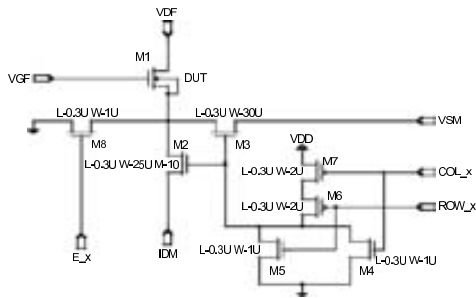 VDF
M1
VGF
DUT
L-0.3U W-1U
L-0.3U W-30U
VSM
M8
M2
M3
VDD
L-0.3U W-25U M-10
L-0.3U W-2U
M7
COL_x
L-0.3U W-2U
M6
ROW_x
E_x
IDM
L-0.3U W-1U
M5
M4
L-0.3U W-1U